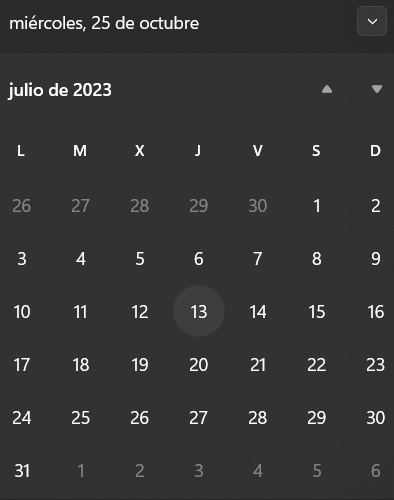 miércoles, 25 de octubre
julio de 2023
L M X J V S D
26 27 28 29 30 1 2
3 4 5 6 7 8 9
10 11 12 13 14 15 16
17 18 19 20 21 22 23
24 25 26 27 28 29 30
31 1 2 3 4 5 6